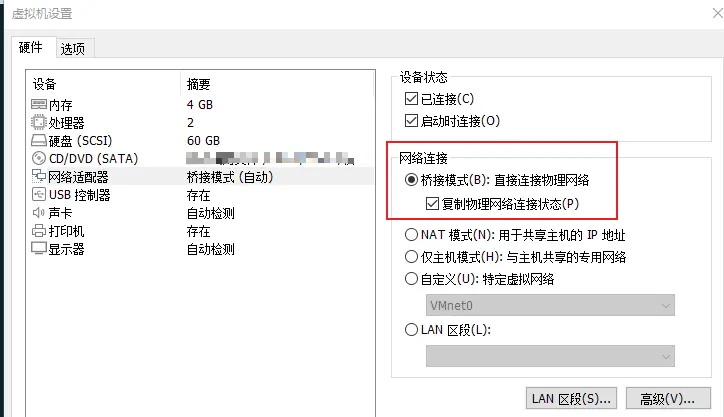 虚拟机设置
硬件 选项
设备 摘要
内存 4 GB
处理器 2
硬盘 (SCSI) 60 GB
CD/DVD (SATA)
网络适配器 桥接模式 (自动)
USB 控制器 存在
声卡 自动检测
打印机 存在
显示器 自动检测
设备状态
已连接(C)
启动时连接(O)
网络连接
桥接模式(B): 直接连接物理网络
复制物理网络连接状态(P)
NAT 模式(N): 用于共享主机的 IP 地址
仅主机模式(H): 与主机共享的专用网络
自定义(U): 特定虚拟网络
VMnet0
LAN 区段(L):
LAN 区段(S)... 高级(V)...